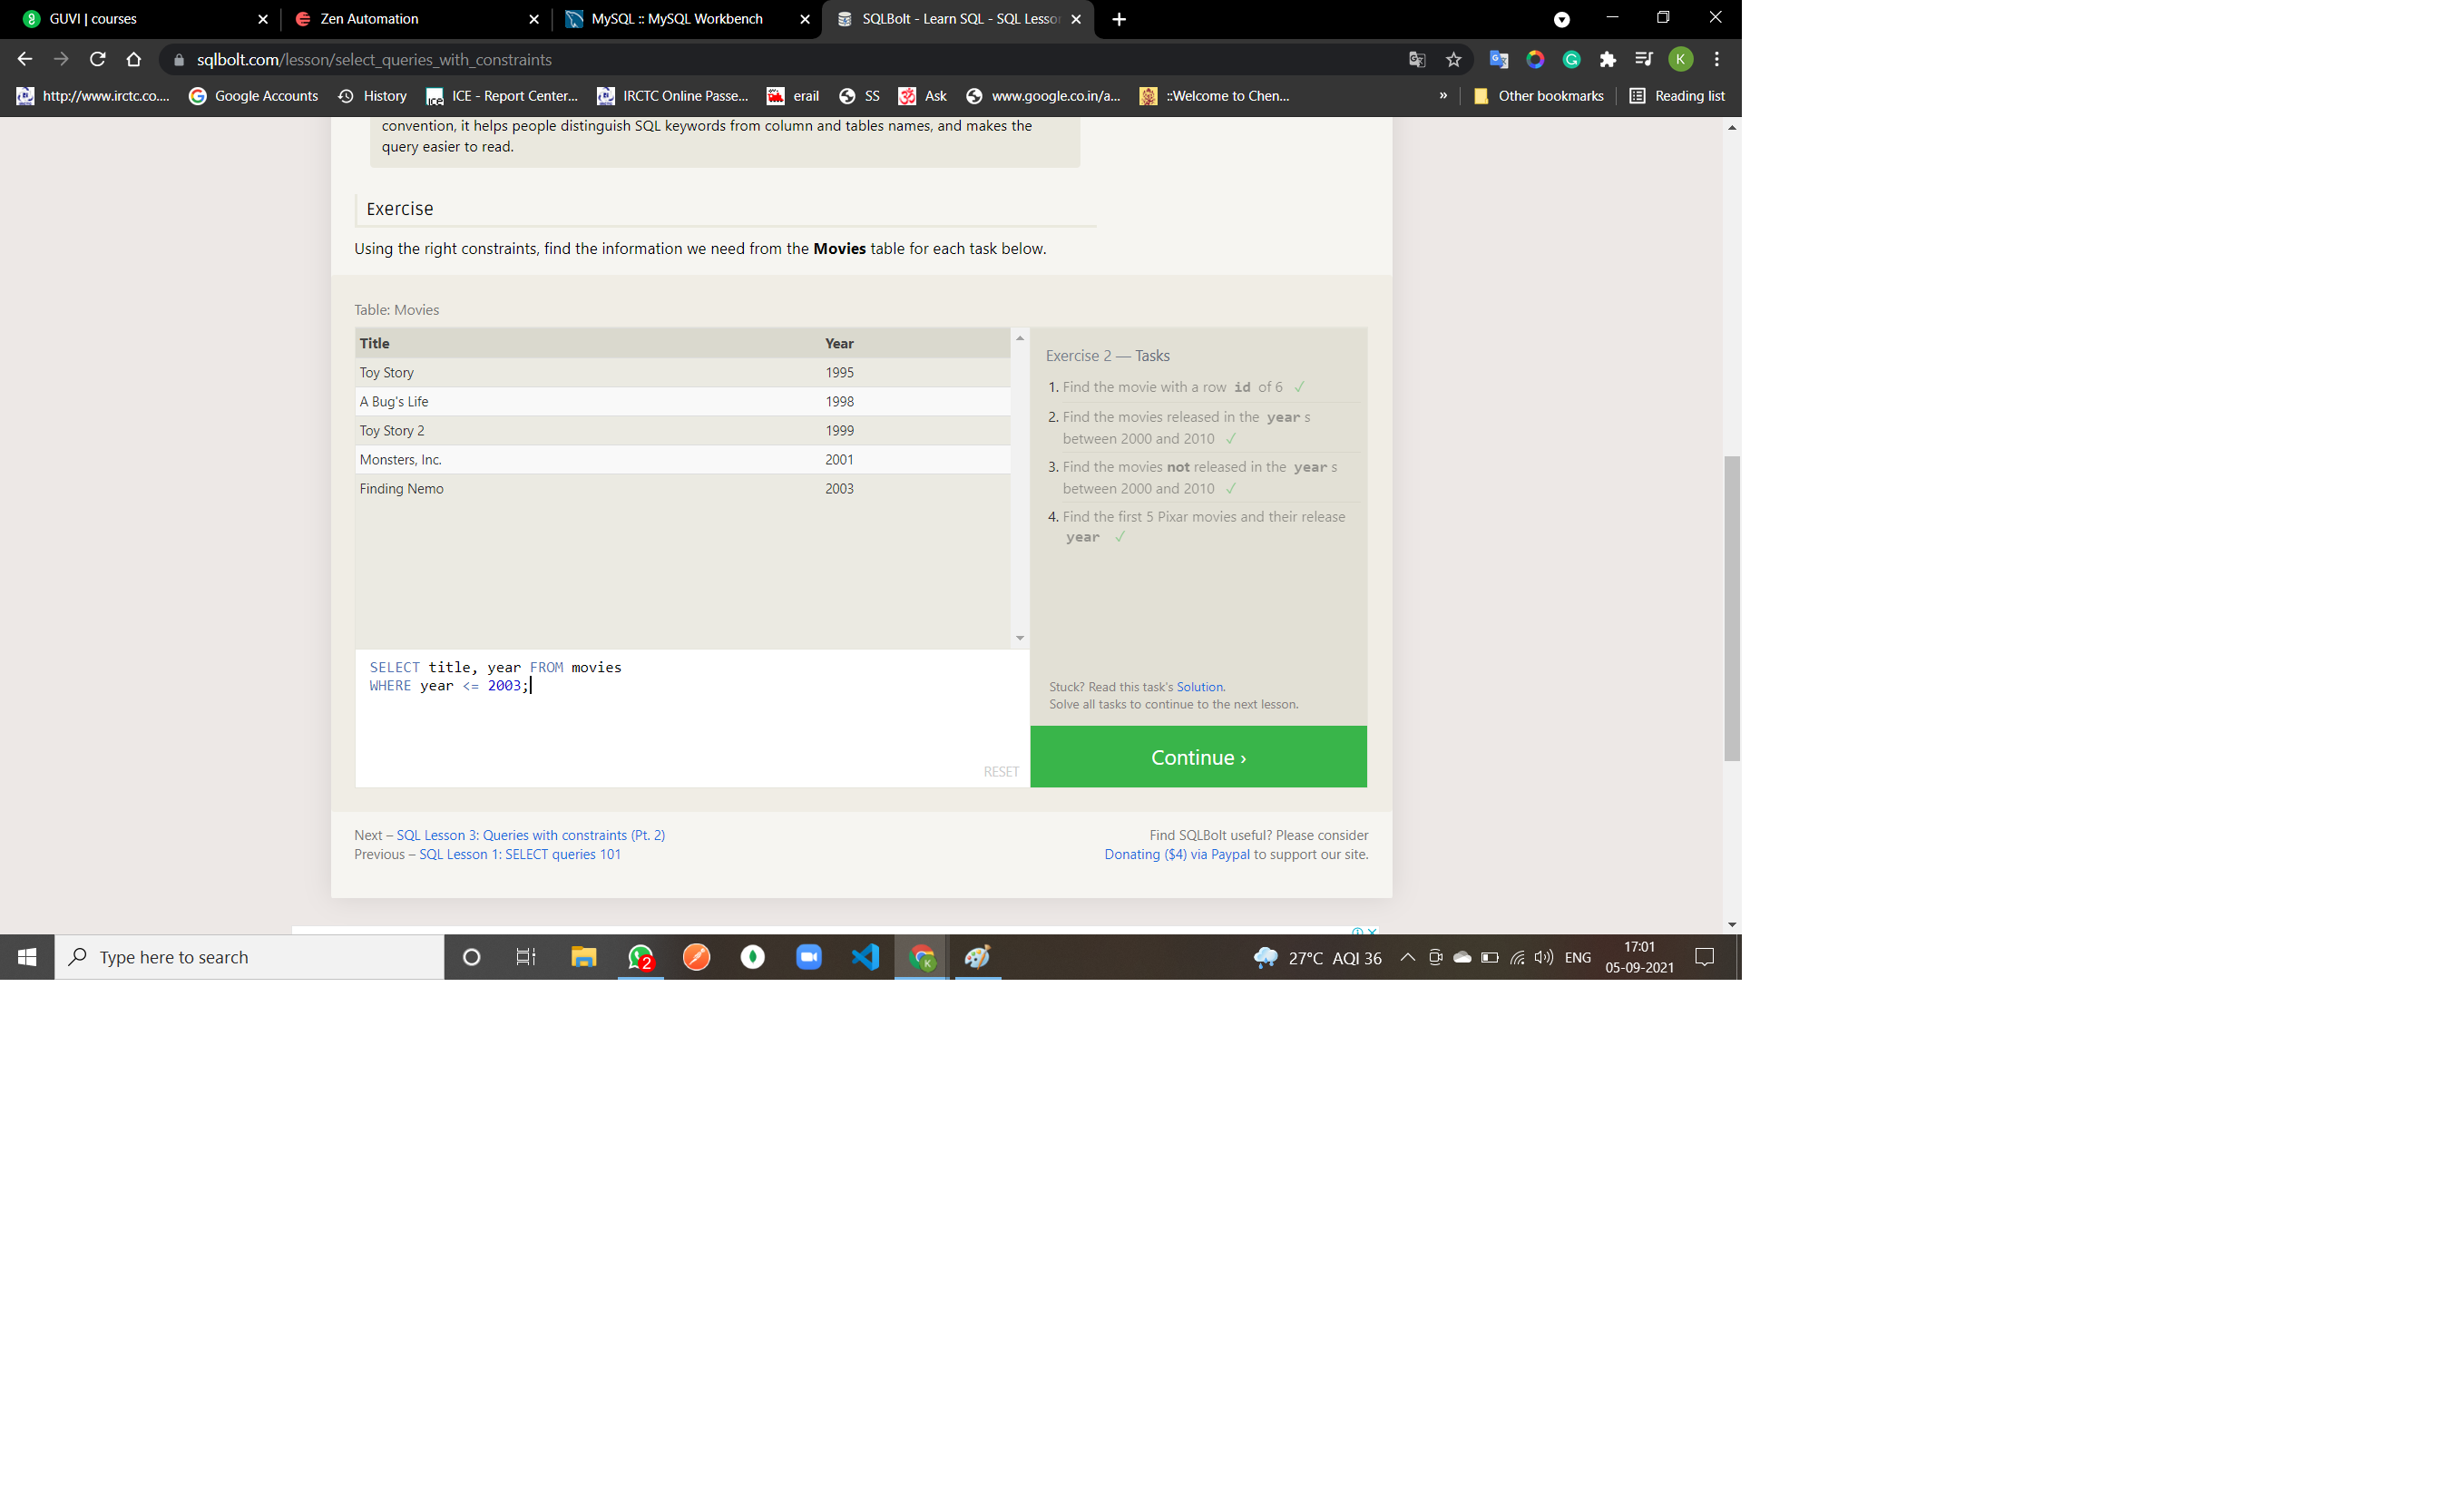 GUVI | courses
Zen Automation
MySQL :: MySQL Workbench
SQLBolt - Learn SQL - SQL Lesso
sqlbolt.com/lesson/select_queries_with_constraints
K
http://www.irctc.co....
Google Accounts
History
ICE - Report Center...
IRCTC Online Passe...
erail
SS
Ask
www.google.co.in/a...
::Welcome to Chen...
»
Other bookmarks
Reading list
convention, it helps people distinguish SQL keywords from column and tables names, and makes the
query easier to read.
Exercise
Using the right constraints, find the information we need from the Movies table for each task below.
Table: Movies
Title Year
Toy Story 1995
A Bug's Life 1998
Toy Story 2 1999
Monsters, Inc. 2001
Finding Nemo 2003
SELECT title, year FROM movies
WHERE year <= 2003;
RESET
Exercise 2 — Tasks
1. Find the movie with a row id of 6 ✓
2. Find the movies released in the year s
between 2000 and 2010 ✓
3. Find the movies not released in the year s
between 2000 and 2010 ✓
4. Find the first 5 Pixar movies and their release
year ✓
Stuck? Read this task's Solution.
Solve all tasks to continue to the next lesson.
Continue ›
Next – SQL Lesson 3: Queries with constraints (Pt. 2)
Previous – SQL Lesson 1: SELECT queries 101
Find SQLBolt useful? Please consider
Donating ($4) via Paypal to support our site.
Type here to search
2
K
27°C AQI 36
ENG
17:01
05-09-2021